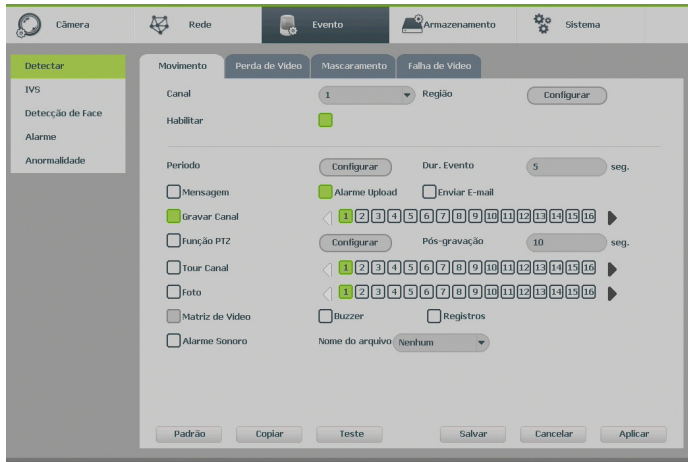 Câmera Rede Evento Armazenamento Sistema
Detectar
IVS
Detecção de Face
Alarme
Anormalidade
Movimento Perda de Video Mascaramento Falha de Video
Canal 1 Região Configurar
Habilitar
Período Configurar Dur. Evento 5 seg.
Mensagem Alarme Upload Enviar E-mail
Gravar Canal 1 2 3 4 5 6 7 8 9 10 11 12 13 14 15 16
Função PTZ Configurar Pós-gravação 10 seg.
Tour Canal 1 2 3 4 5 6 7 8 9 10 11 12 13 14 15 16
Foto 1 2 3 4 5 6 7 8 9 10 11 12 13 14 15 16
Matriz de Video Buzzer Registros
Alarme Sonoro Nome do arquivo Nenhum
Padrão Copiar Teste Salvar Cancelar Aplicar